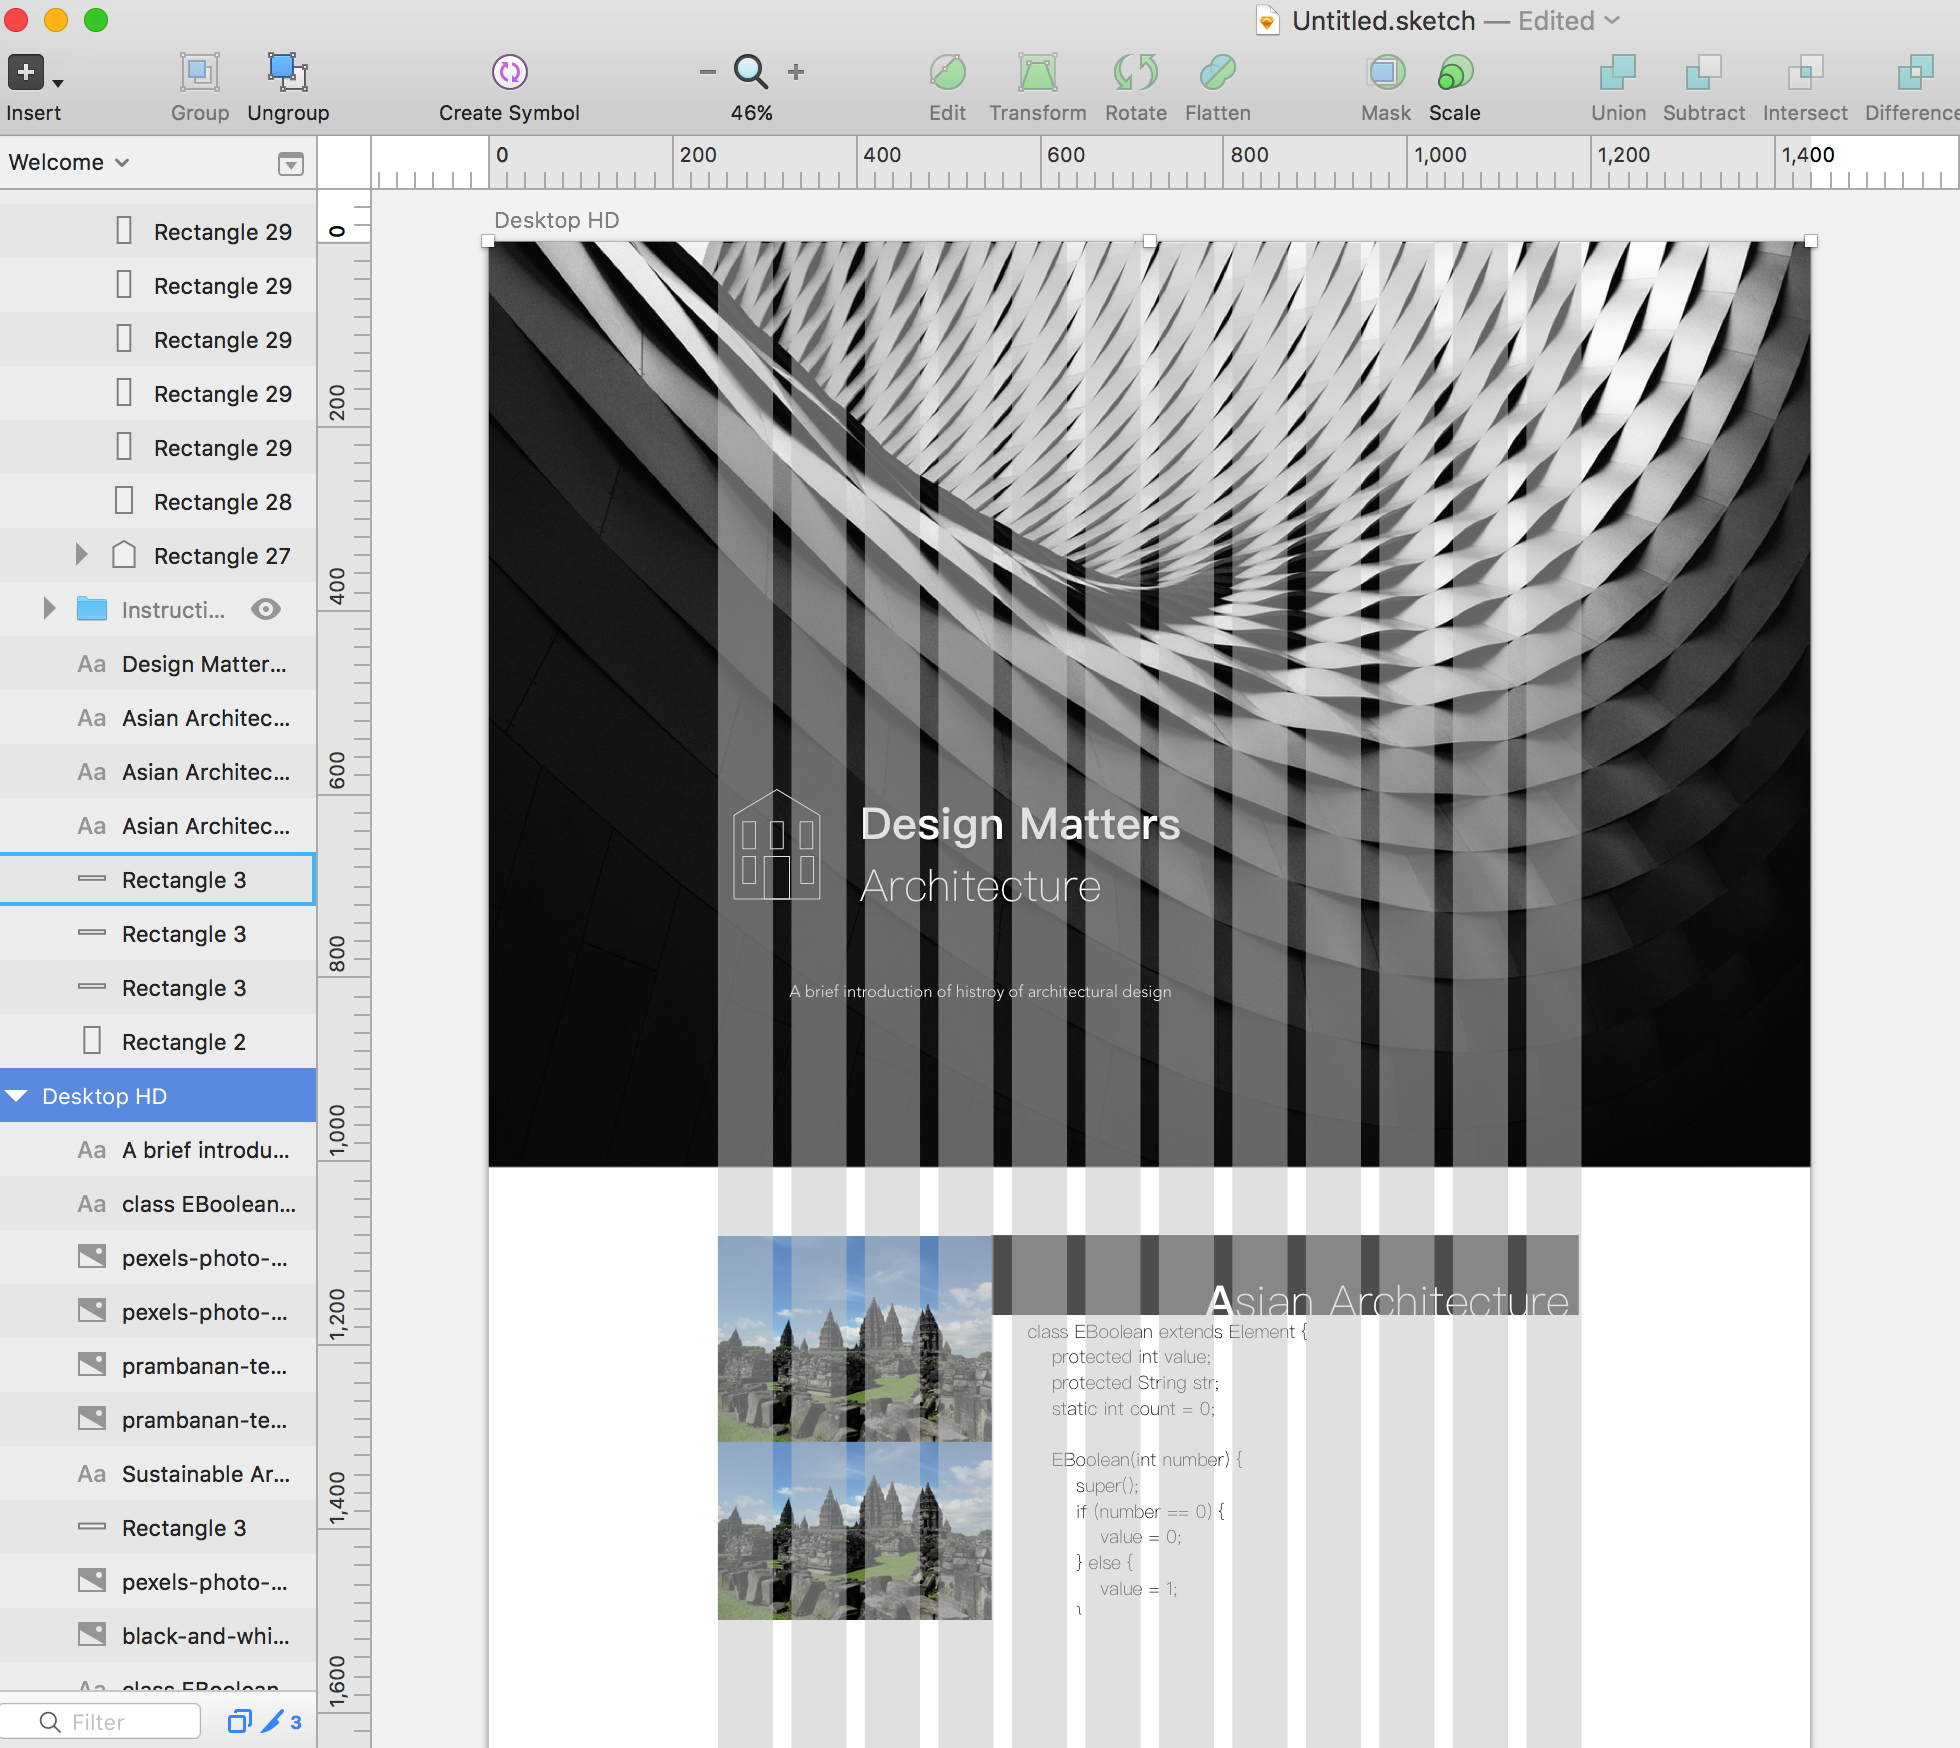 Untitled.sketch — Edited
Insert
Group
Ungroup
Create Symbol
46%
Edit
Transform
Rotate
Flatten
Mask
Scale
Union
Subtract
Intersect
Difference
Welcome
0 200 400 600 800 1,000 1,200 1,400
0
200
400
600
800
1,000
1,200
1,400
1,600
Rectangle 29
Rectangle 29
Rectangle 29
Rectangle 29
Rectangle 29
Rectangle 28
Rectangle 27
Instructi...
Aa Design Matter...
Aa Asian Architec...
Aa Asian Architec...
Aa Asian Architec...
Rectangle 3
Rectangle 3
Rectangle 3
Rectangle 2
Desktop HD
Aa A brief introdu...
Aa class EBoolean...
pexels-photo-...
pexels-photo-...
prambanan-te...
prambanan-te...
Aa Sustainable Ar...
Rectangle 3
pexels-photo-...
black-and-whi...
Aa class EBoolean
Filter
3
Desktop HD
Design Matters
Architecture
A brief introduction of histroy of architectural design
Asian Architecture
class EBoolean extends Element {
protected int value;
protected String str;
static int count = 0;
EBoolean(int number) {
super();
if (number == 0) {
value = 0;
} else {
value = 1;
}